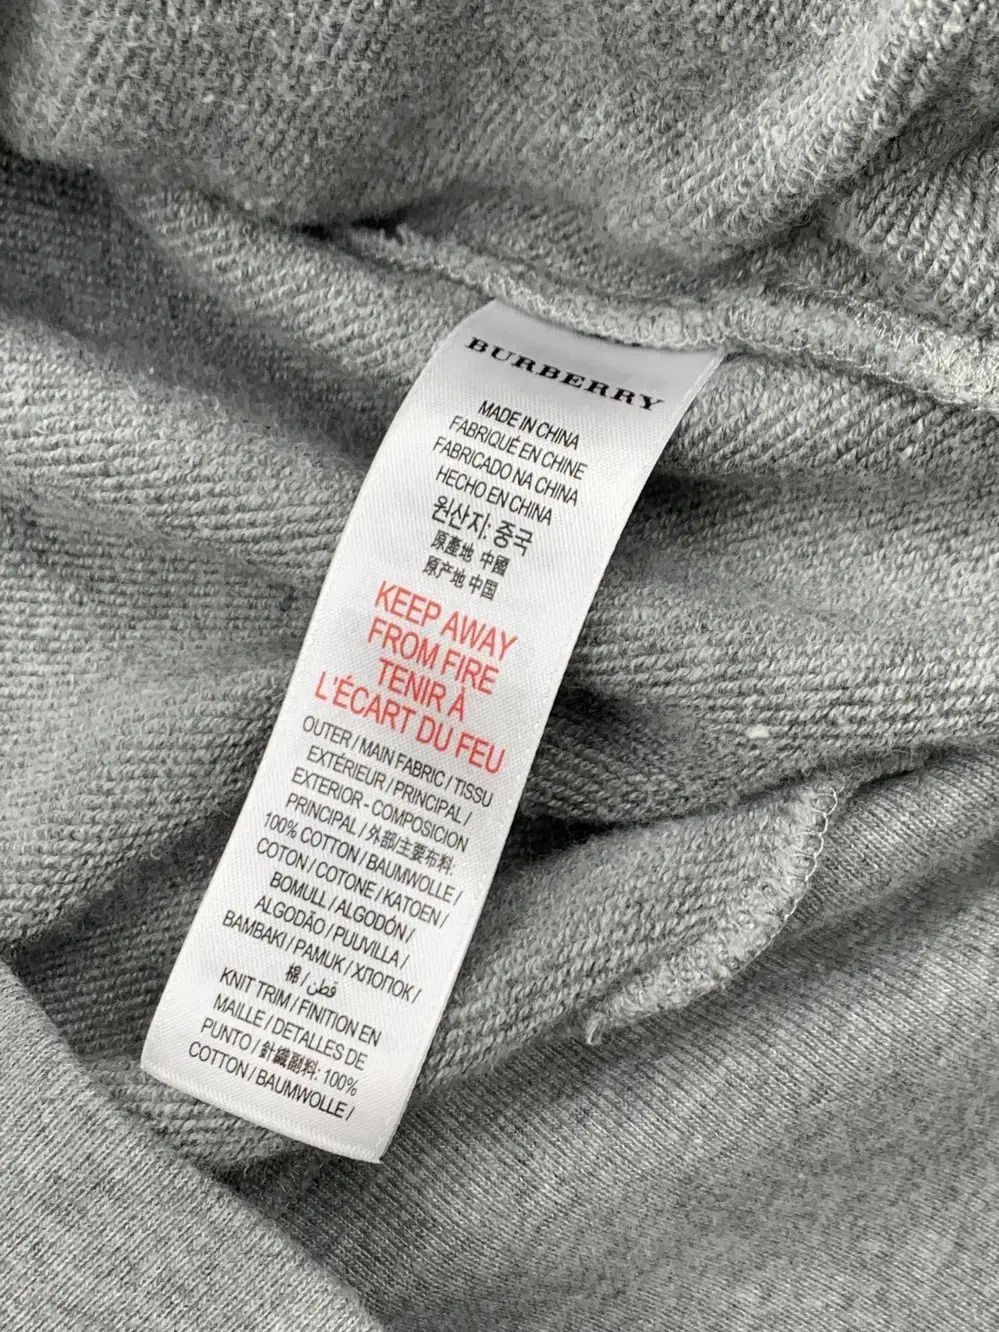 BURBERRY
MADE IN CHINA
FABRIQUÉ EN CHINE
FABRICADO NA CHINA
HECHO EN CHINA
원산지: 중국
原產地 中國
原产地 中国
KEEP AWAY
FROM FIRE
TENIR À
L'ÉCART DU FEU
OUTER / MAIN FABRIC / TISSU
EXTÉRIEUR / PRINCIPAL /
EXTERIOR - COMPOSICION
PRINCIPAL / 外部/主要布料:
100% COTTON / BAUMWOLLE /
COTON / COTONE / KATOEN /
BOMULL / ALGODÓN /
ALGODÃO / PUUVILLA /
BAMBAKI / PAMUK / ХЛОПОК /
棉 / قطن /
KNIT TRIM / FINITION EN
MAILLE / DETALLES DE
PUNTO / 針織副料: 100%
COTTON / BAUMWOLLE /